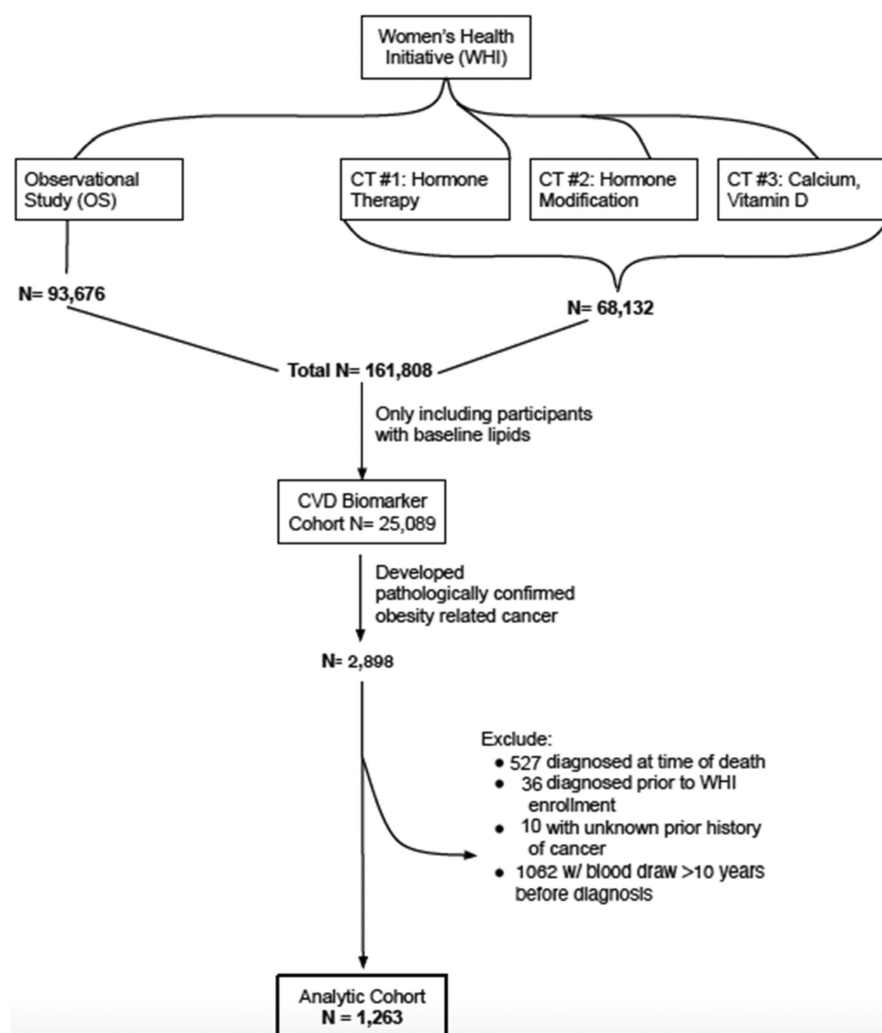 Women's Health
Initiative (WHI)
Observational
Study (OS)
CT #1: Hormone
Therapy
CT #2: Hormone
Modification
CT #3: Calcium,
Vitamin D
N= 93,676
N= 68,132
Total N= 161,808
Only including participants
with baseline lipids
CVD Biomarker
Cohort N= 25,089
Developed
pathologically confirmed
obesity related cancer
N= 2,898
Exclude:
● 527 diagnosed at time of death
● 36 diagnosed prior to WHI
enrollment
● 10 with unknown prior history
of cancer
● 1062 w/ blood draw >10 years
before diagnosis
Analytic Cohort
N = 1,263